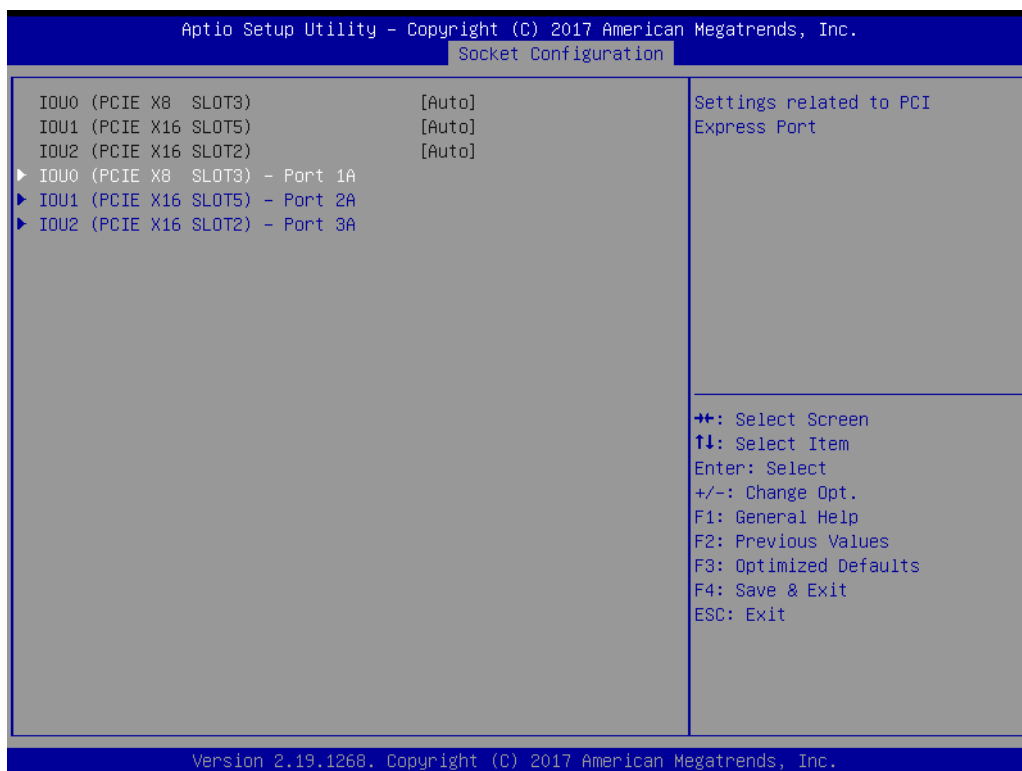 Aptio Setup Utility – Copyright (C) 2017 American Megatrends, Inc.
Socket Configuration
IOU0 (PCIE X8 SLOT3) [Auto]
IOU1 (PCIE X16 SLOT5) [Auto]
IOU2 (PCIE X16 SLOT2) [Auto]
▶ IOU0 (PCIE X8 SLOT3) – Port 1A
▶ IOU1 (PCIE X16 SLOT5) – Port 2A
▶ IOU2 (PCIE X16 SLOT2) – Port 3A
Settings related to PCI
Express Port
→←: Select Screen
↑↓: Select Item
Enter: Select
+/-: Change Opt.
F1: General Help
F2: Previous Values
F3: Optimized Defaults
F4: Save & Exit
ESC: Exit
Version 2.19.1268. Copyright (C) 2017 American Megatrends, Inc.